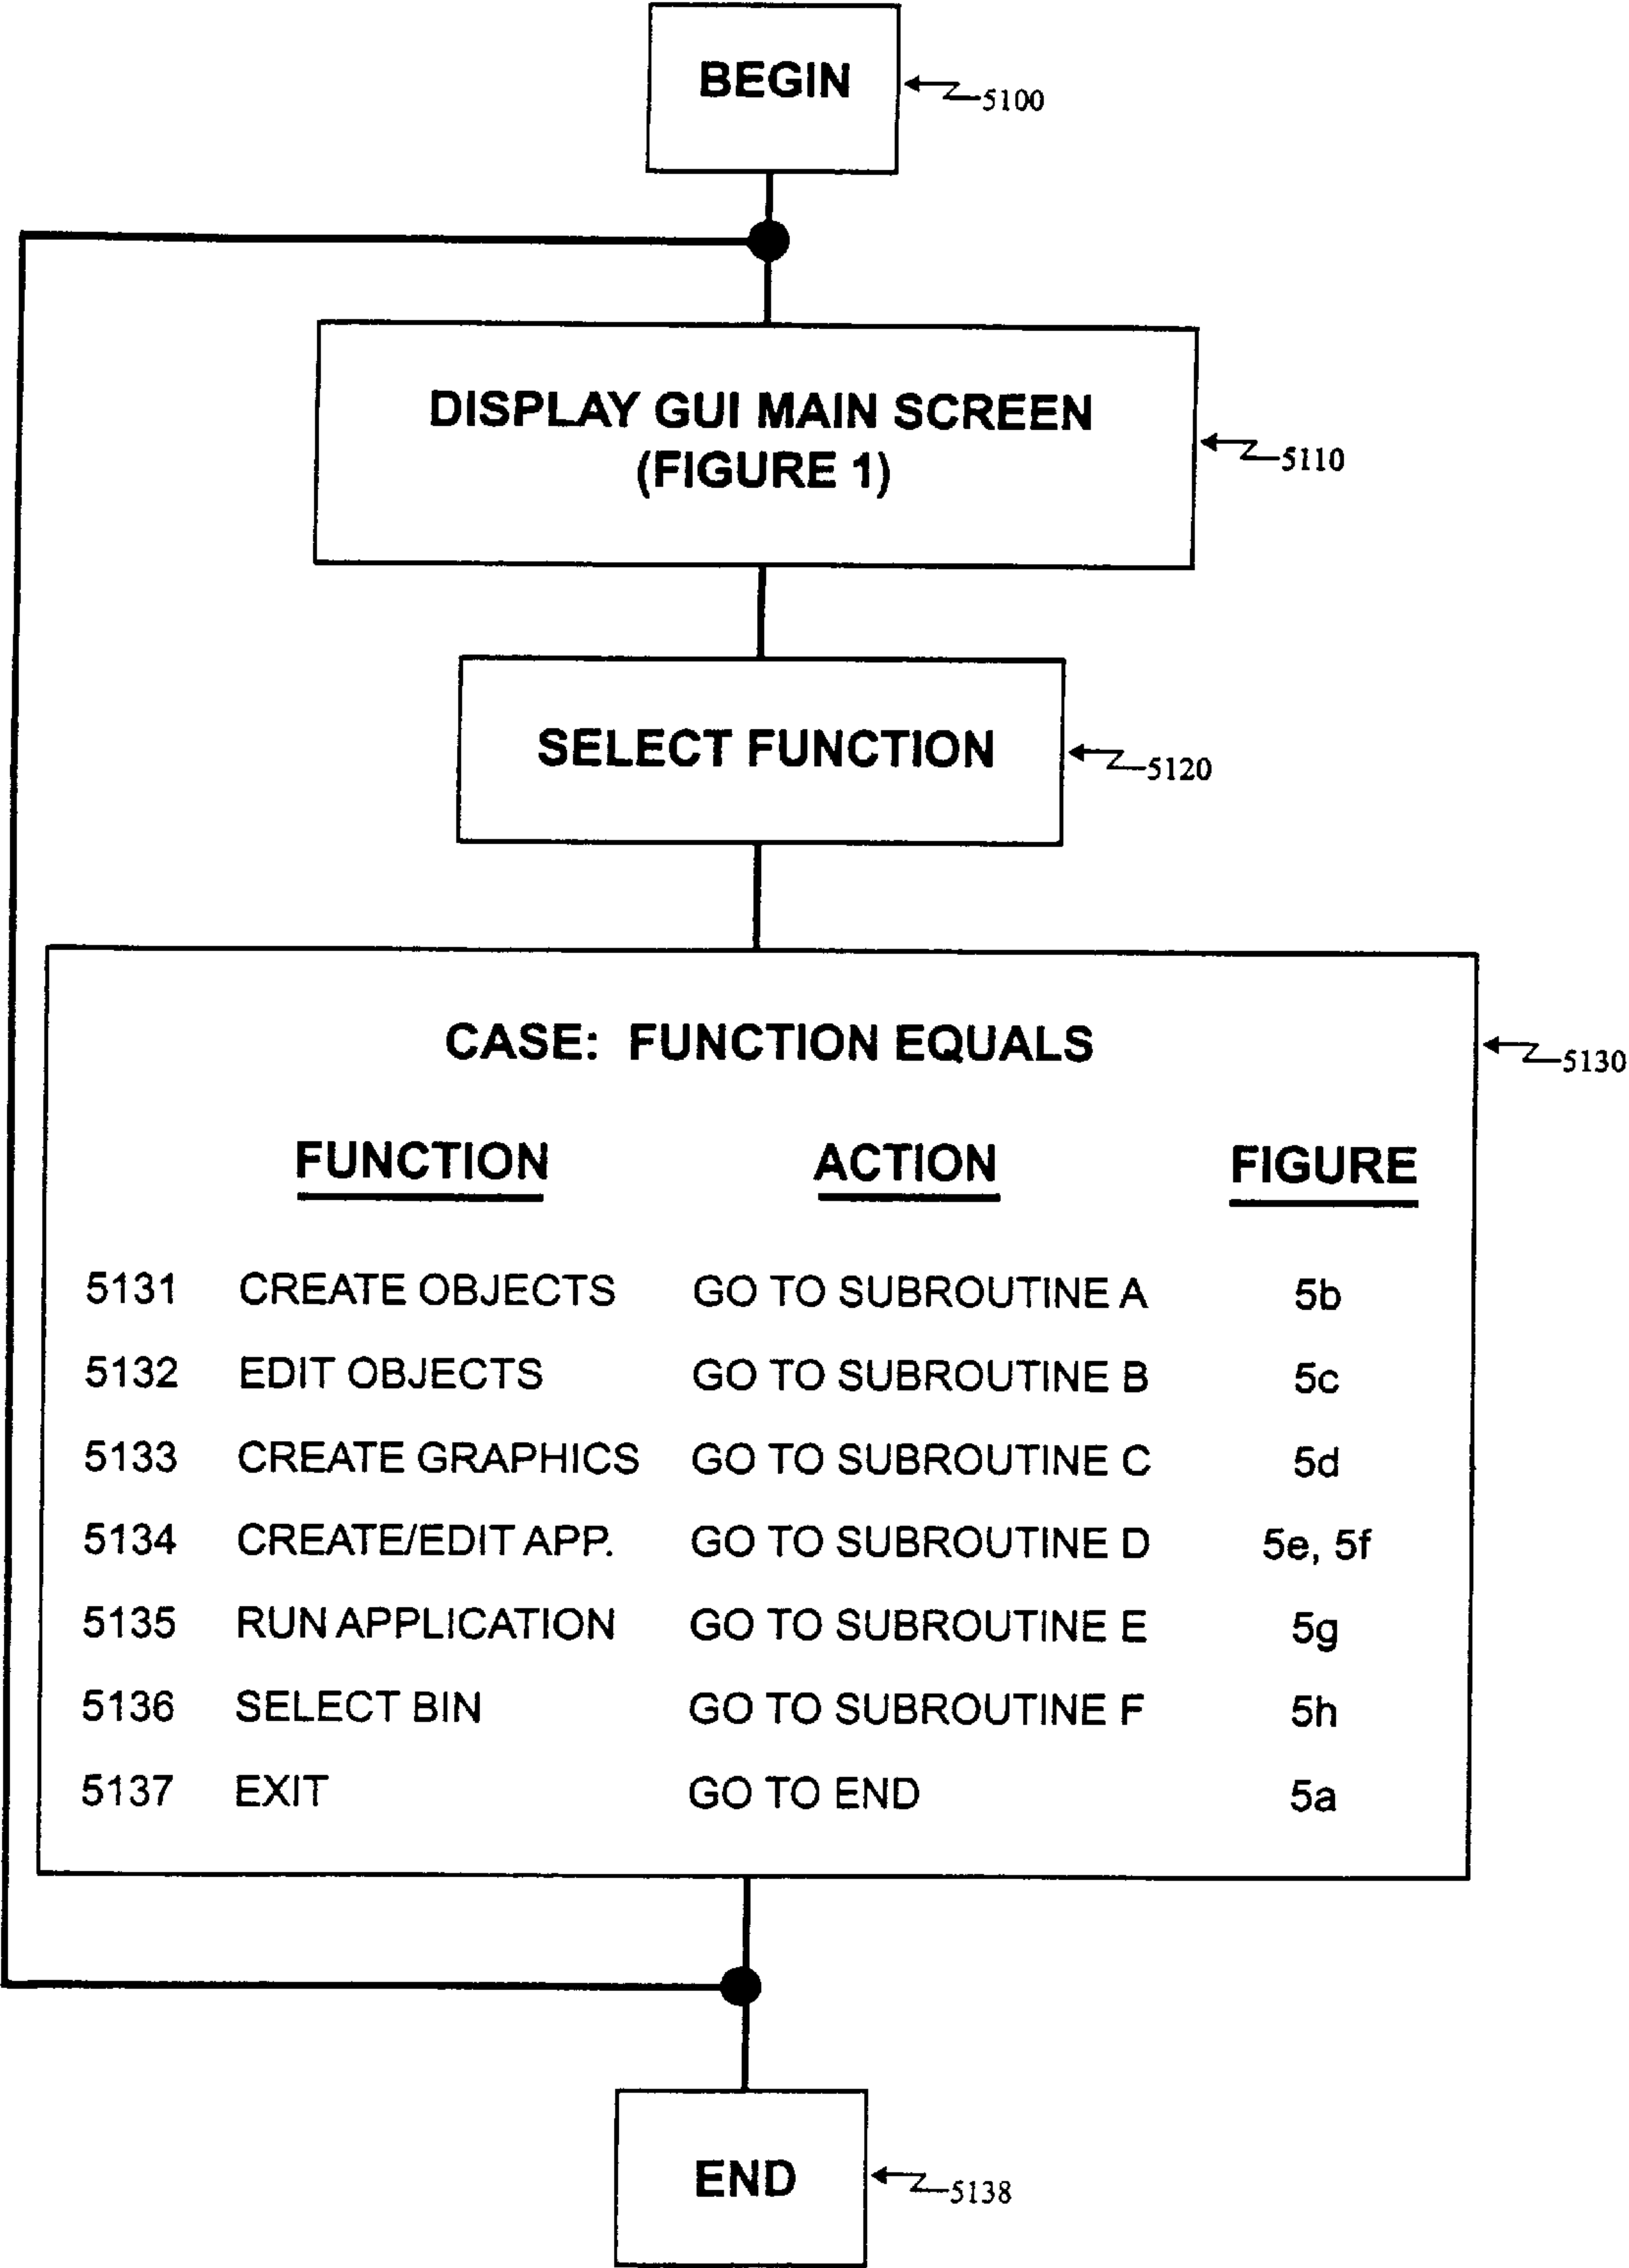 BEGIN
5100
DISPLAY GUI MAIN SCREEN
(FIGURE 1)
5110
SELECT FUNCTION
5120
CASE: FUNCTION EQUALS
5130
FUNCTION ACTION FIGURE
5131 CREATE OBJECTS GO TO SUBROUTINE A 5b
5132 EDIT OBJECTS GO TO SUBROUTINE B 5c
5133 CREATE GRAPHICS GO TO SUBROUTINE C 5d
5134 CREATE/EDIT APP. GO TO SUBROUTINE D 5e, 5f
5135 RUN APPLICATION GO TO SUBROUTINE E 5g
5136 SELECT BIN GO TO SUBROUTINE F 5h
5137 EXIT GO TO END 5a
END
5138